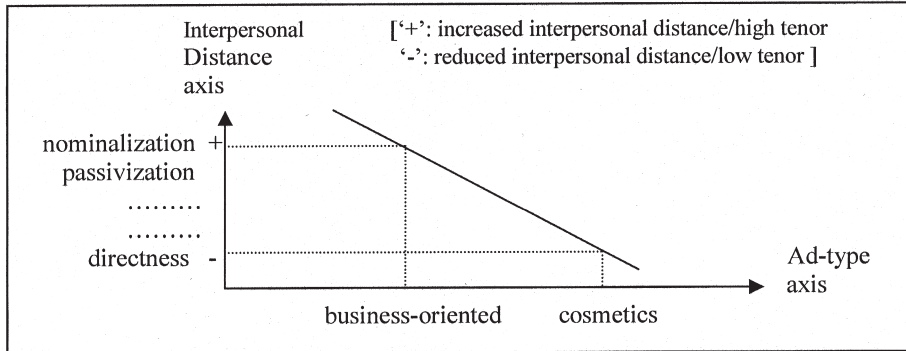 Interpersonal
Distance
axis
[‘+’: increased interpersonal distance/high tenor
‘-’: reduced interpersonal distance/low tenor ]
nominalization +
passivization
.........
.........
directness -
Ad-type
axis
business-oriented cosmetics